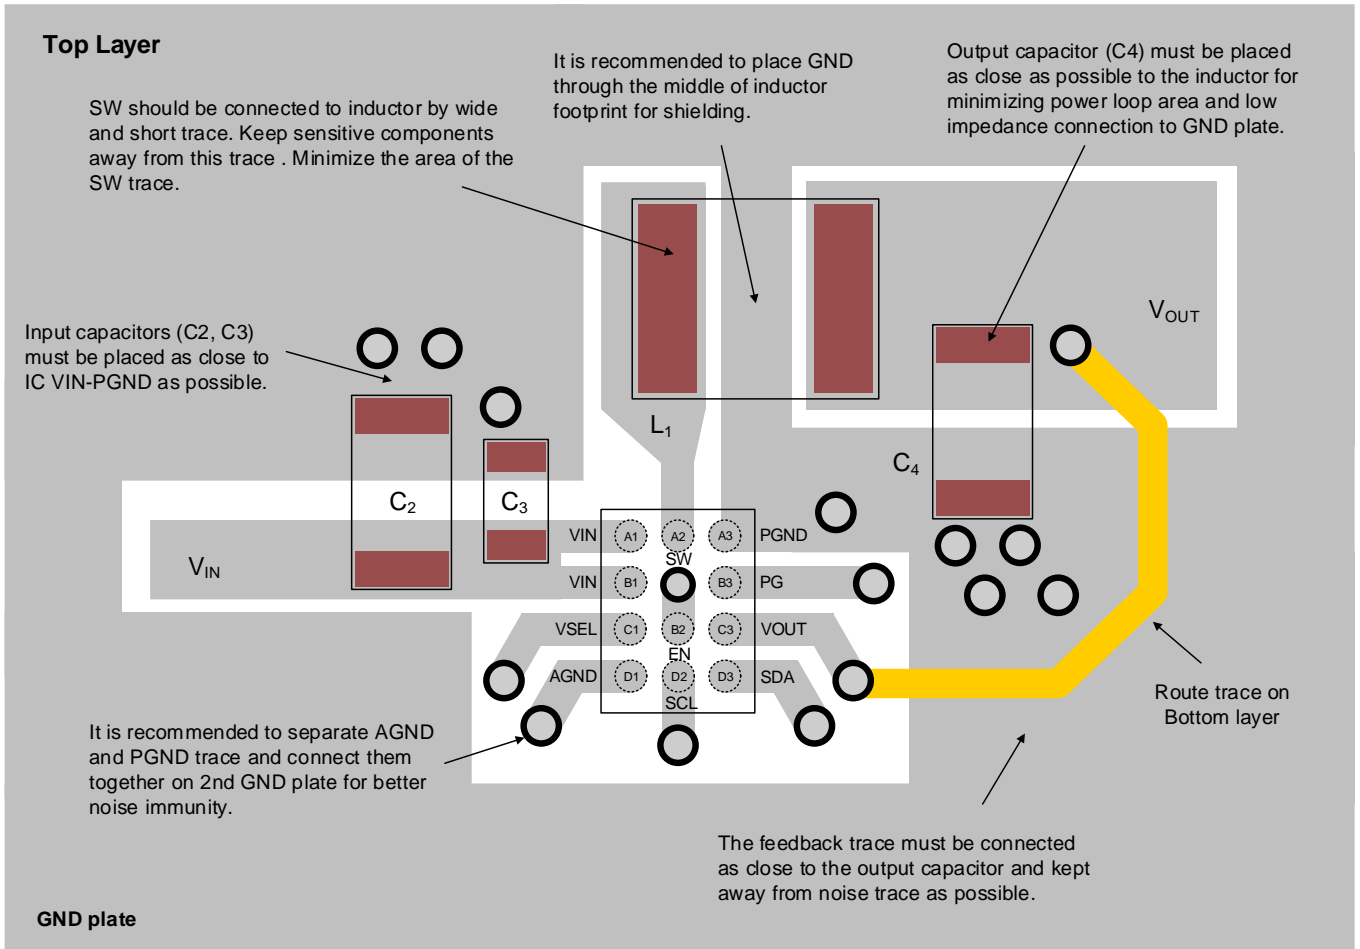 Top Layer
SW should be connected to inductor by wide
and short trace. Keep sensitive components
away from this trace . Minimize the area of the
SW trace.
It is recommended to place GND
through the middle of inductor
footprint for shielding.
Output capacitor (C4) must be placed
as close as possible to the inductor for
minimizing power loop area and low
impedance connection to GND plate.
Input capacitors (C2, C3)
must be placed as close to
IC VIN-PGND as possible.
VOUT
L1
C4
C2
C3
VIN
VIN A1 A2 A3 PGND
SW
VIN B1 B3 PG
VSEL C1 B2 C3 VOUT
EN
AGND D1 D2 D3 SDA
SCL
Route trace on
Bottom layer
It is recommended to separate AGND
and PGND trace and connect them
together on 2nd GND plate for better
noise immunity.
The feedback trace must be connected
as close to the output capacitor and kept
away from noise trace as possible.
GND plate